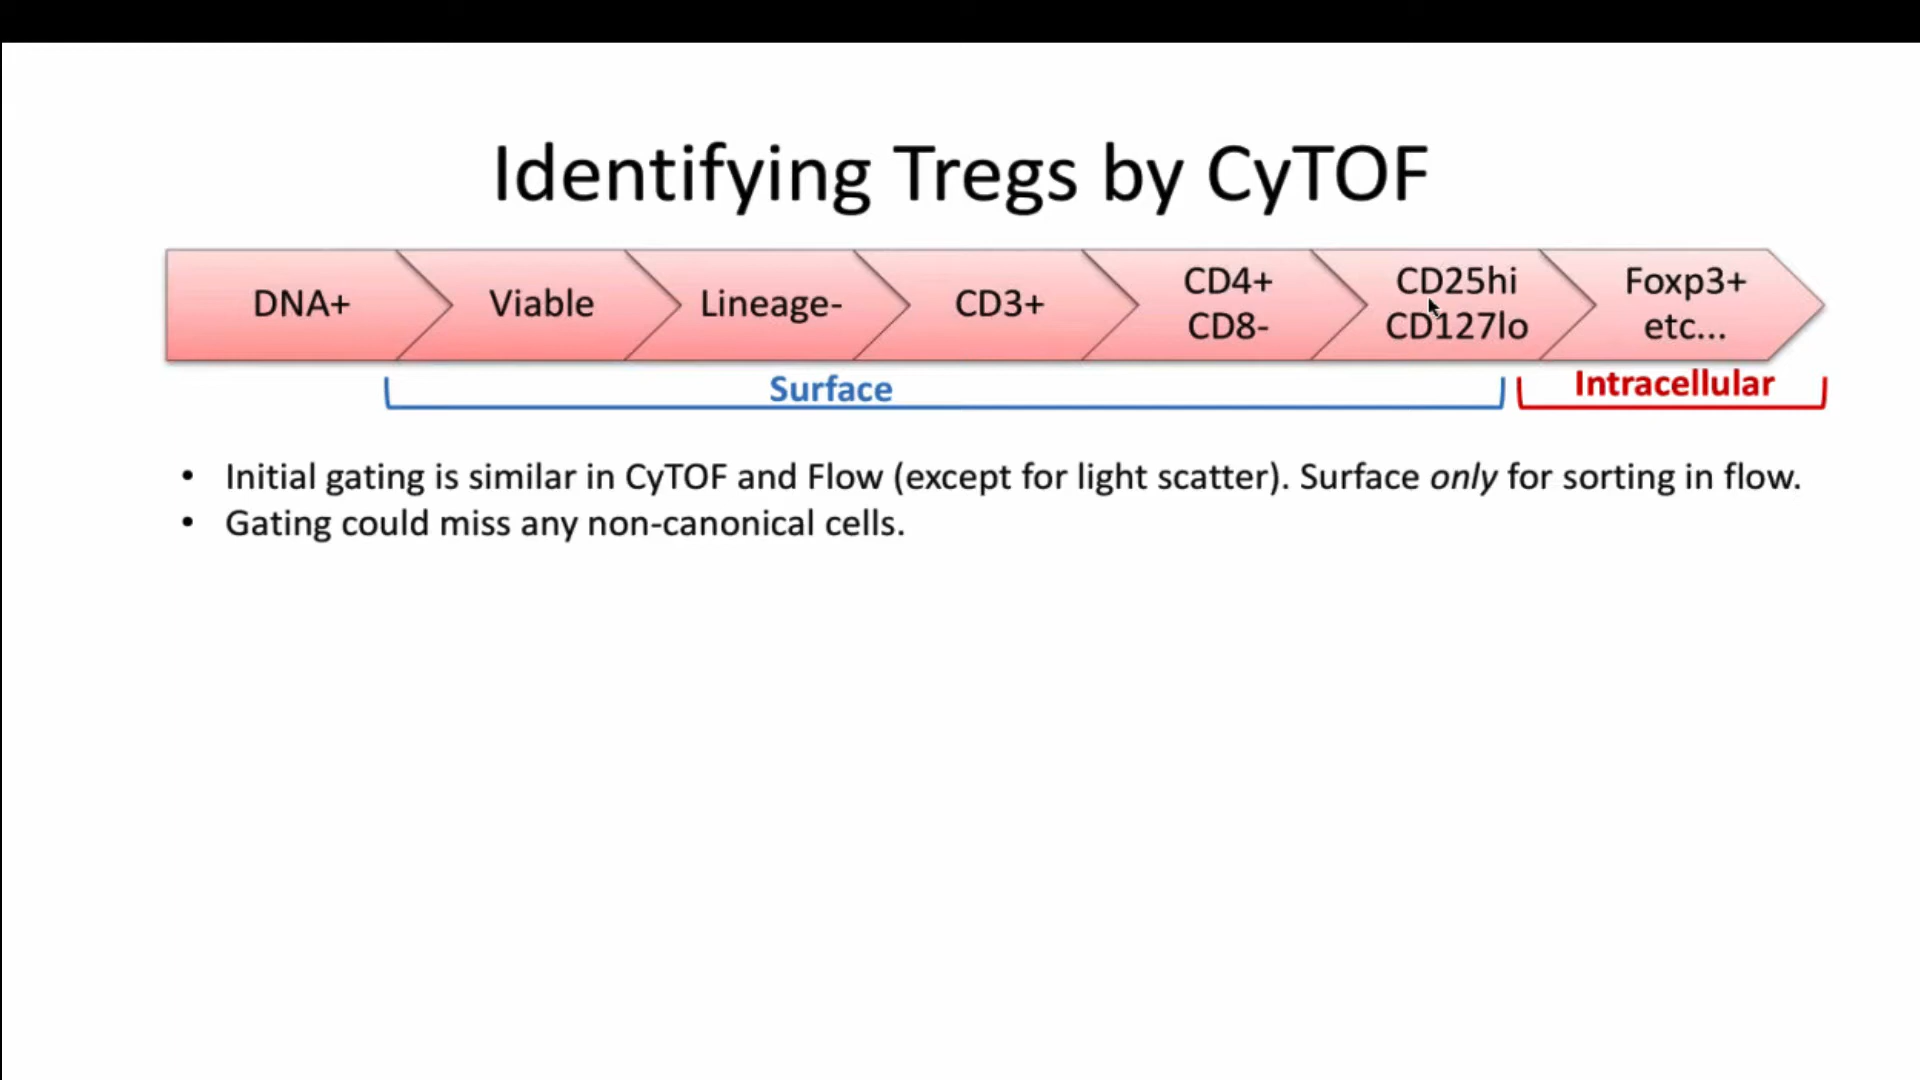 Identifying Tregs by CyTOF
DNA+
Viable
Lineage-
CD3+
CD4+
CD8-
CD25hi
CD127lo
Foxp3+
etc...
Surface
Intracellular
• Initial gating is similar in CyTOF and Flow (except for light scatter). Surface only for sorting in flow.
• Gating could miss any non-canonical cells.